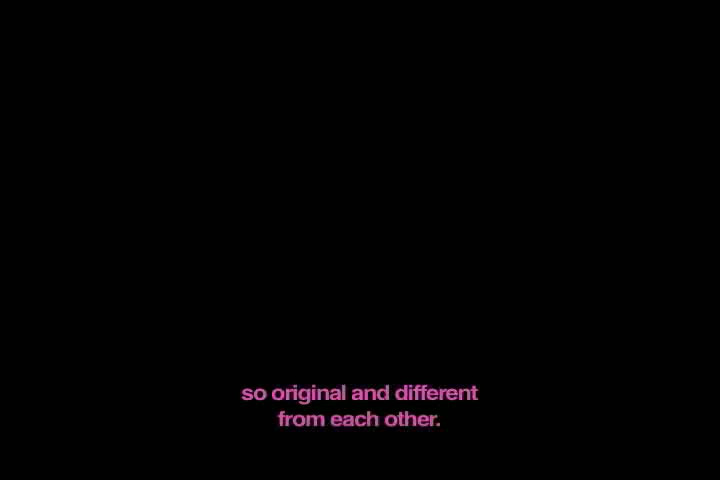 so original and different
from each other.